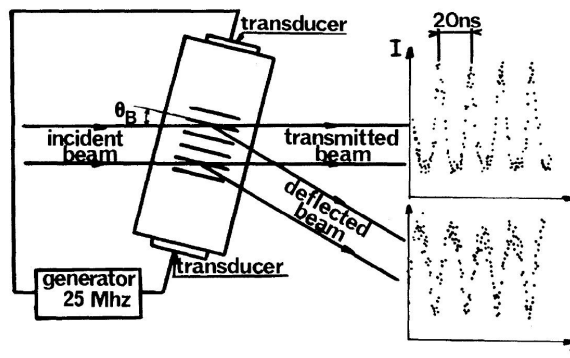 transducer
I
20ns
θB
incident
beam
transmitted
beam
deflected
beam
generator
25 Mhz
transducer